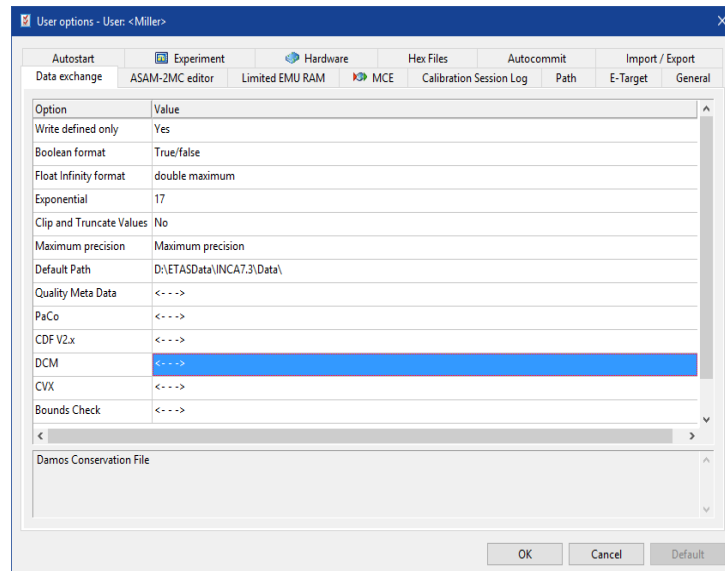 User options - User: <Miller>
Autostart Experiment Hardware Hex Files Autocommit Import / Export
Data exchange ASAM-2MC editor Limited EMU RAM MCE Calibration Session Log Path E-Target General
Option Value
Write defined only Yes
Boolean format True/false
Float Infinity format double maximum
Exponential 17
Clip and Truncate Values No
Maximum precision Maximum precision
Default Path D:\ETASData\INCA7.3\Data\
Quality Meta Data <- - ->
PaCo <- - ->
CDF V2.x <- - ->
DCM <- - ->
CVX <- - ->
Bounds Check <- - ->
Damos Conservation File
OK Cancel Default